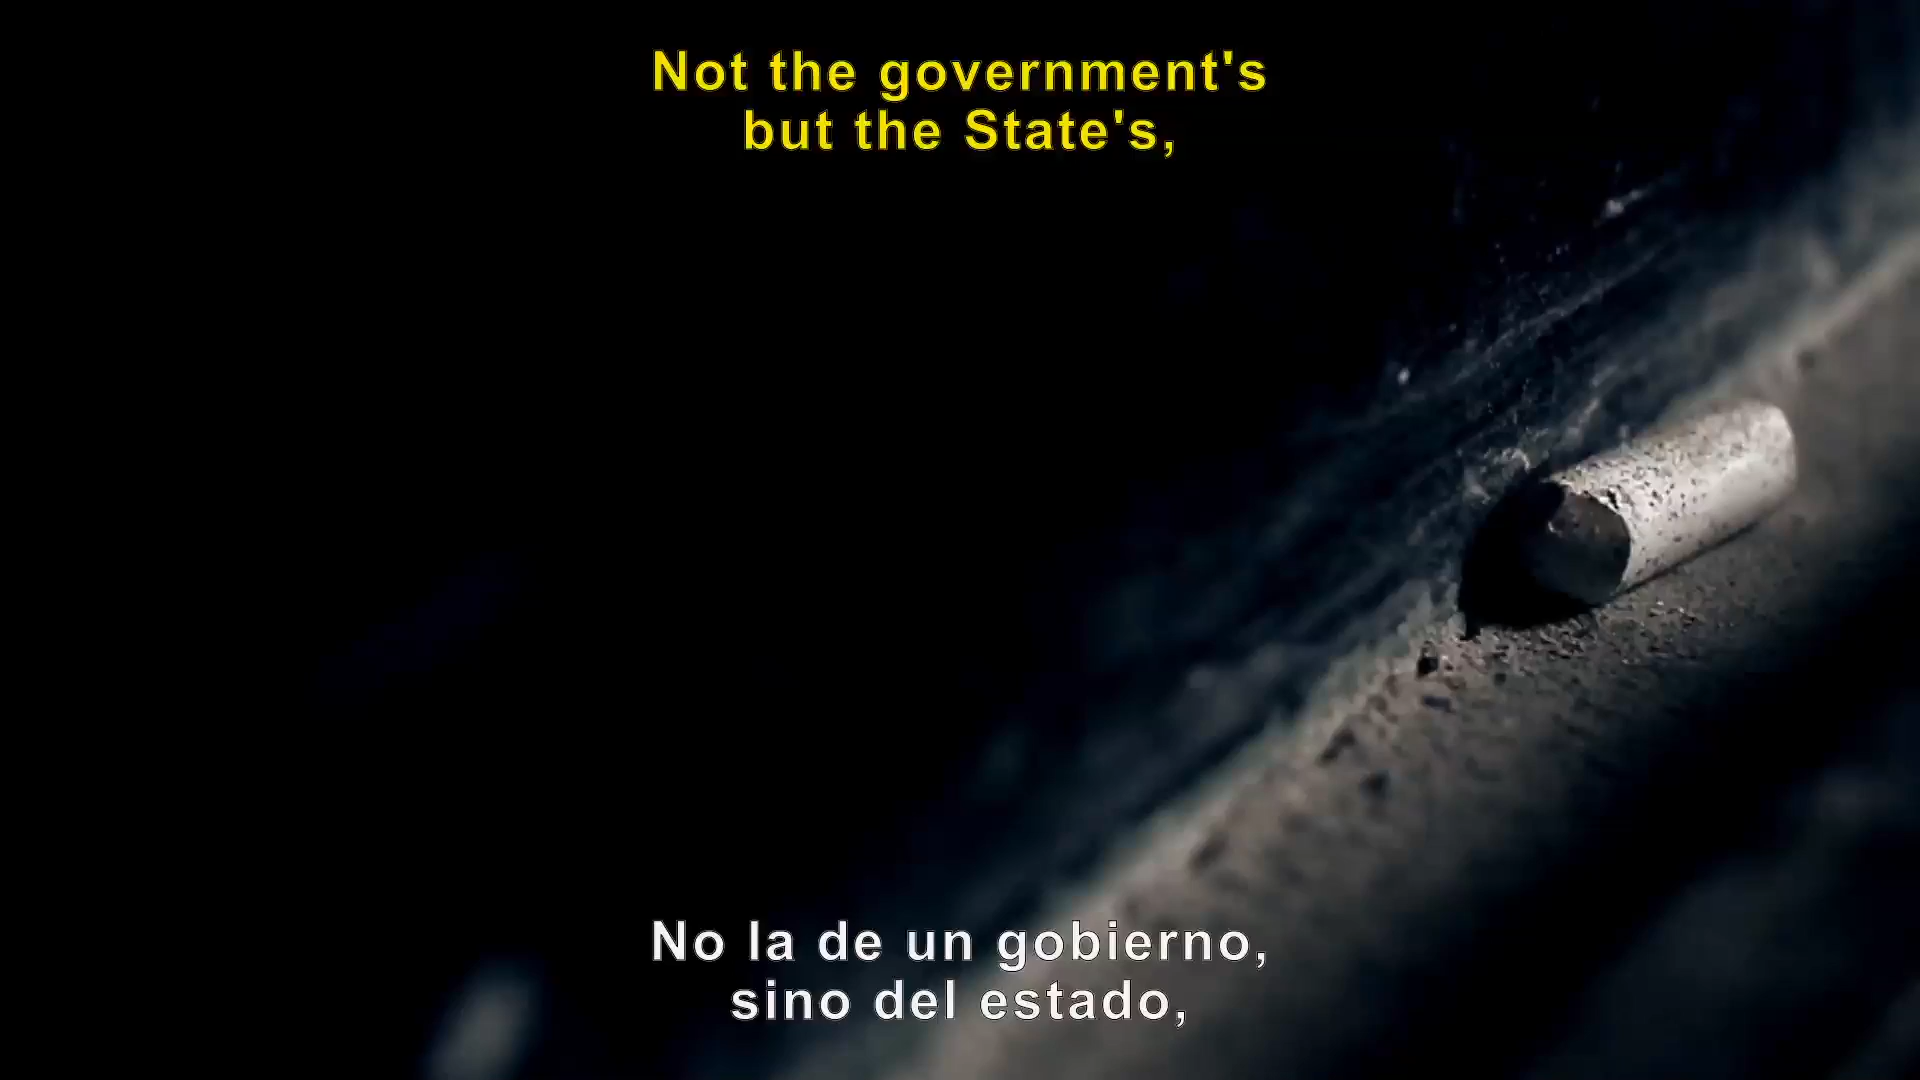 Not the government's
but the State's,
No la de un gobierno,
sino del estado,